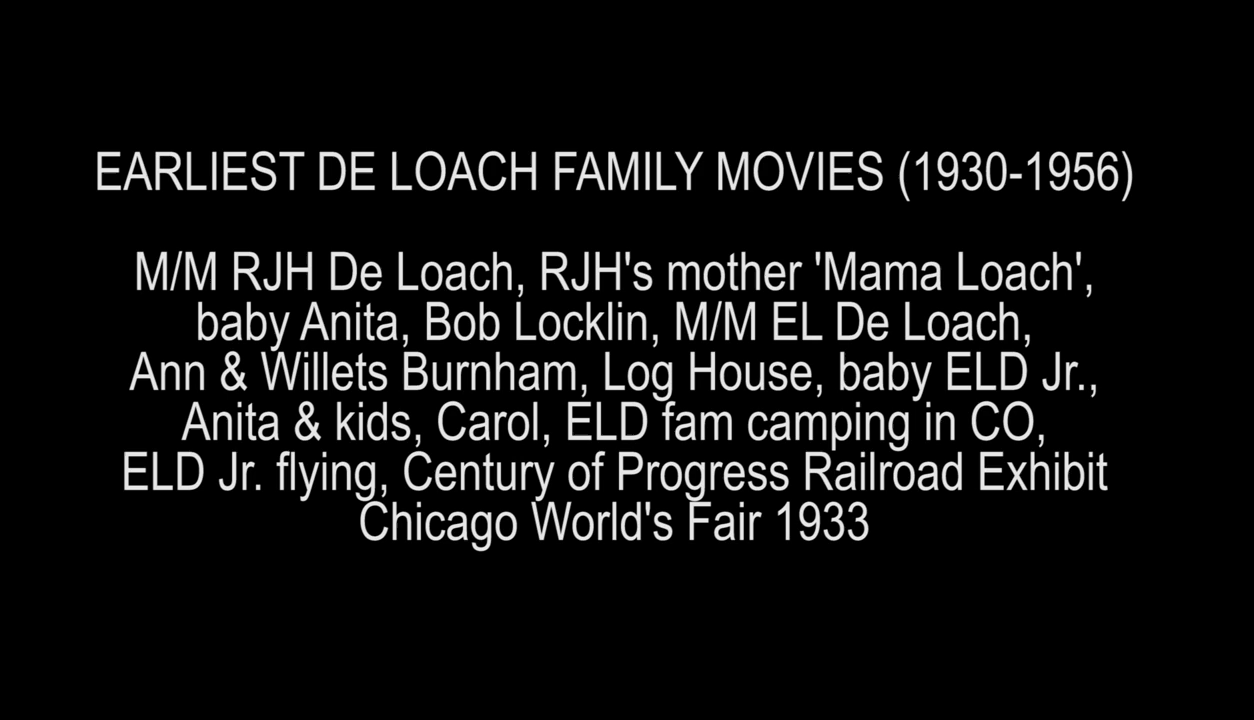 EARLIEST DE LOACH FAMILY MOVIES (1930-1956)
M/M RJH De Loach, RJH's mother 'Mama Loach',
baby Anita, Bob Locklin, M/M EL De Loach,
Ann & Willets Burnham, Log House, baby ELD Jr.,
Anita & kids, Carol, ELD fam camping in CO,
ELD Jr. flying, Century of Progress Railroad Exhibit
Chicago World's Fair 1933